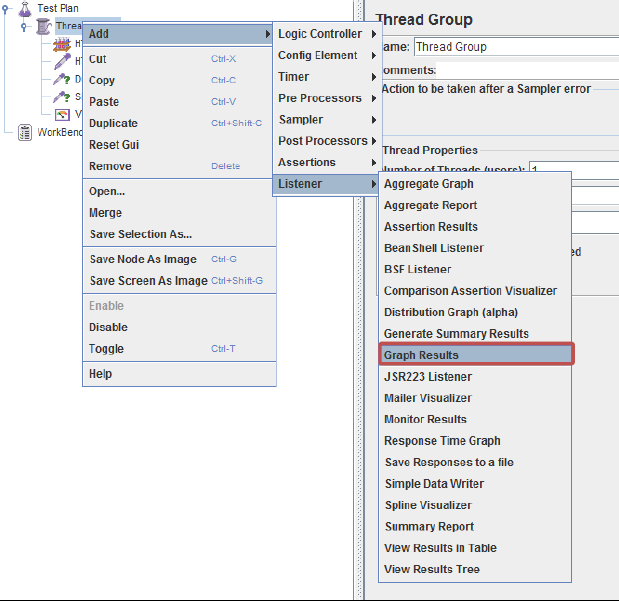 Test Plan
Thread Group
Add
Logic Controller
ame: Thread Group
Config Element
omments:
Cut Ctrl-X
Timer
Copy Ctrl-C
Action to be taken after a Sampler error
Pre Processors
Paste Ctrl-V
Sampler
Duplicate Ctrl+Shift-C
WorkBenc
Post Processors
Reset Gui
Thread Properties
Assertions
Remove Delete
umber of Threads (users): 1
Listener
Open...
Merge
Save Selection As...
Save Node As Image Ctrl-G
Save Screen As Image Ctrl+Shift-G
Enable
Disable
Toggle Ctrl-T
Help
Aggregate Graph
Aggregate Report
Assertion Results
BeanShell Listener
ed
BSF Listener
Comparison Assertion Visualizer
Distribution Graph (alpha)
Generate Summary Results
Graph Results
JSR223 Listener
Mailer Visualizer
Monitor Results
Response Time Graph
Save Responses to a file
Simple Data Writer
Spline Visualizer
Summary Report
View Results in Table
View Results Tree